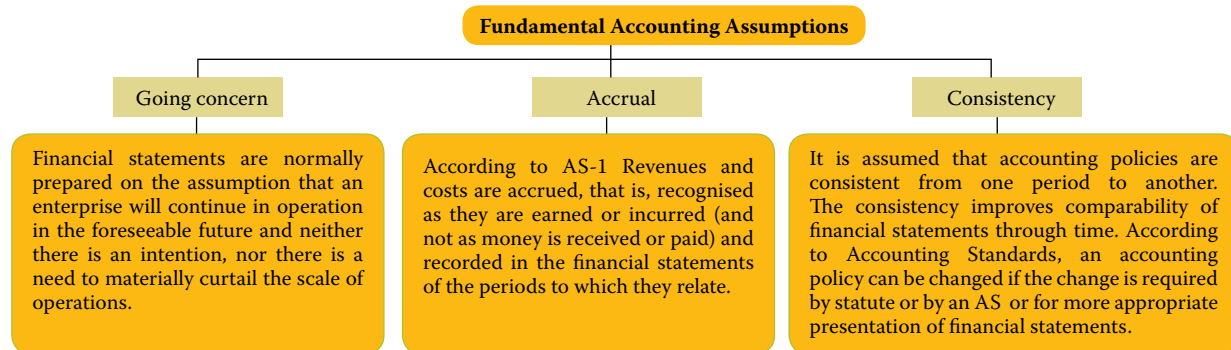 Fundamental Accounting Assumptions
Going concern
Accrual
Consistency
Financial statements are normally
prepared on the assumption that an
enterprise will continue in operation
in the foreseeable future and neither
there is an intention, nor there is a
need to materially curtail the scale of
operations.
According to AS-1 Revenues and
costs are accrued, that is, recognised
as they are earned or incurred (and
not as money is received or paid) and
recorded in the financial statements
of the periods to which they relate.
It is assumed that accounting policies are
consistent from one period to another.
The consistency improves comparability of
financial statements through time. According
to Accounting Standards, an accounting
policy can be changed if the change is required
by statute or by an AS or for more appropriate
presentation of financial statements.